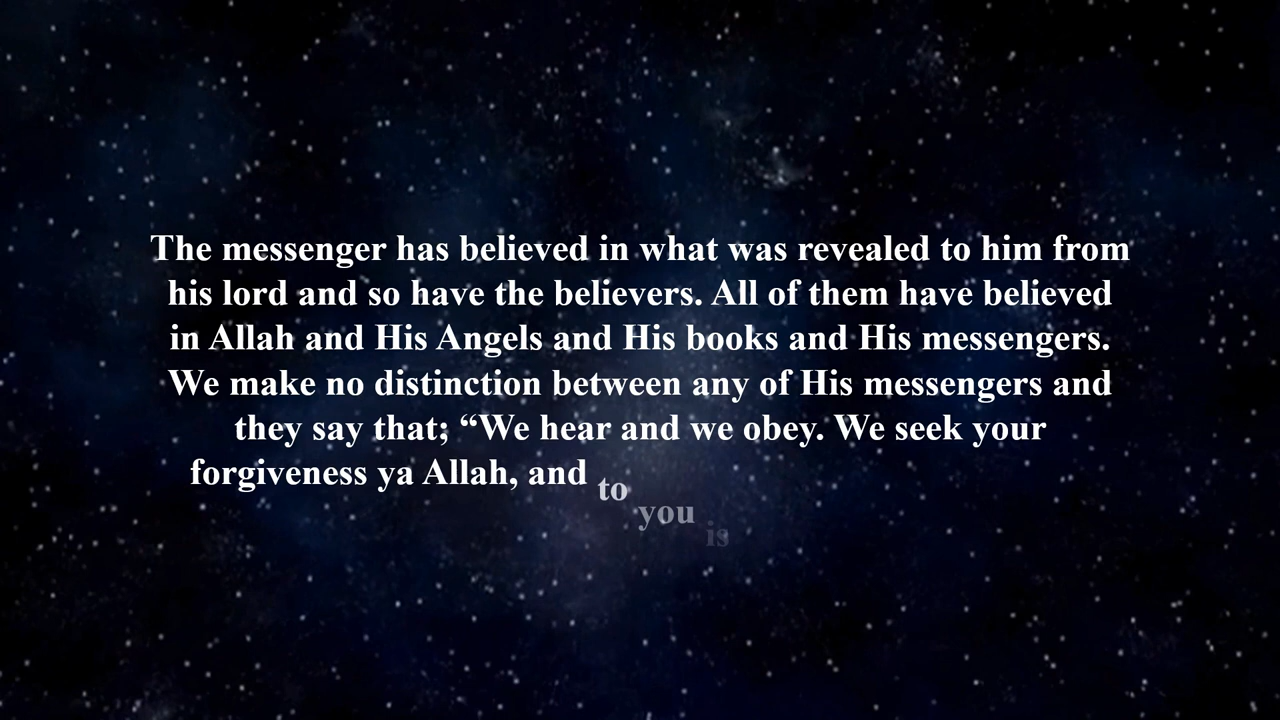 The messenger has believed in what was revealed to him from
his lord and so have the believers. All of them have believed
in Allah and His Angels and His books and His messengers.
We make no distinction between any of His messengers and
they say that; “We hear and we obey. We seek your
forgiveness ya Allah, and to you is